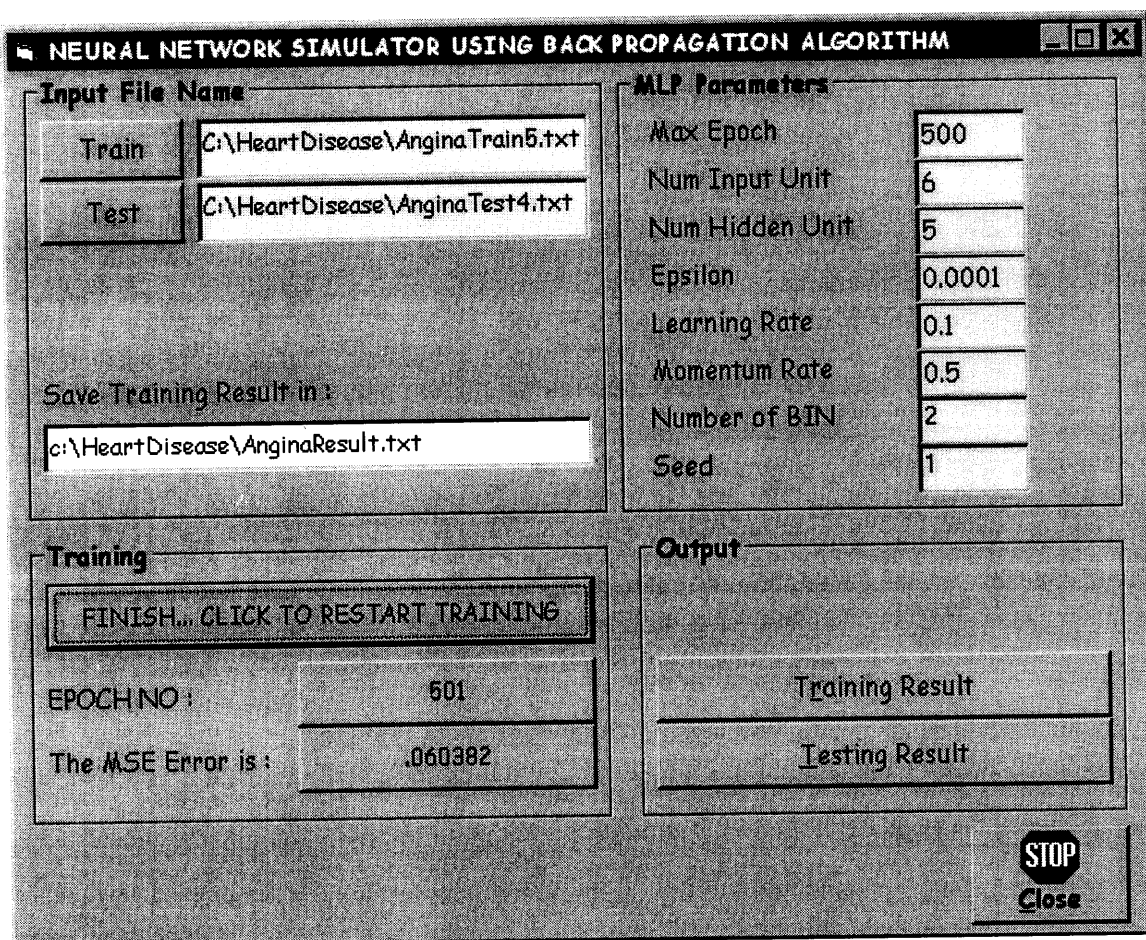 NEURAL NETWORK SIMULATOR USING BACK PROPAGATION ALGORITHM
Input File Name
Train
C:\HeartDisease\AnginaTrain5.txt
Test
C:\HeartDisease\AnginaTest4.txt
Save Training Result in :
c:\HeartDisease\AnginaResult.txt
MLP Parameters
Max Epoch
500
Num Input Unit
6
Num Hidden Unit
5
Epsilon
0.0001
Learning Rate
0.1
Momentum Rate
0.5
Number of BIN
2
Seed
1
Training
FINISH... CLICK TO RESTART TRAINING
EPOCH NO :
501
The MSE Error is :
.060382
Output
Training Result
Testing Result
STOP
Close